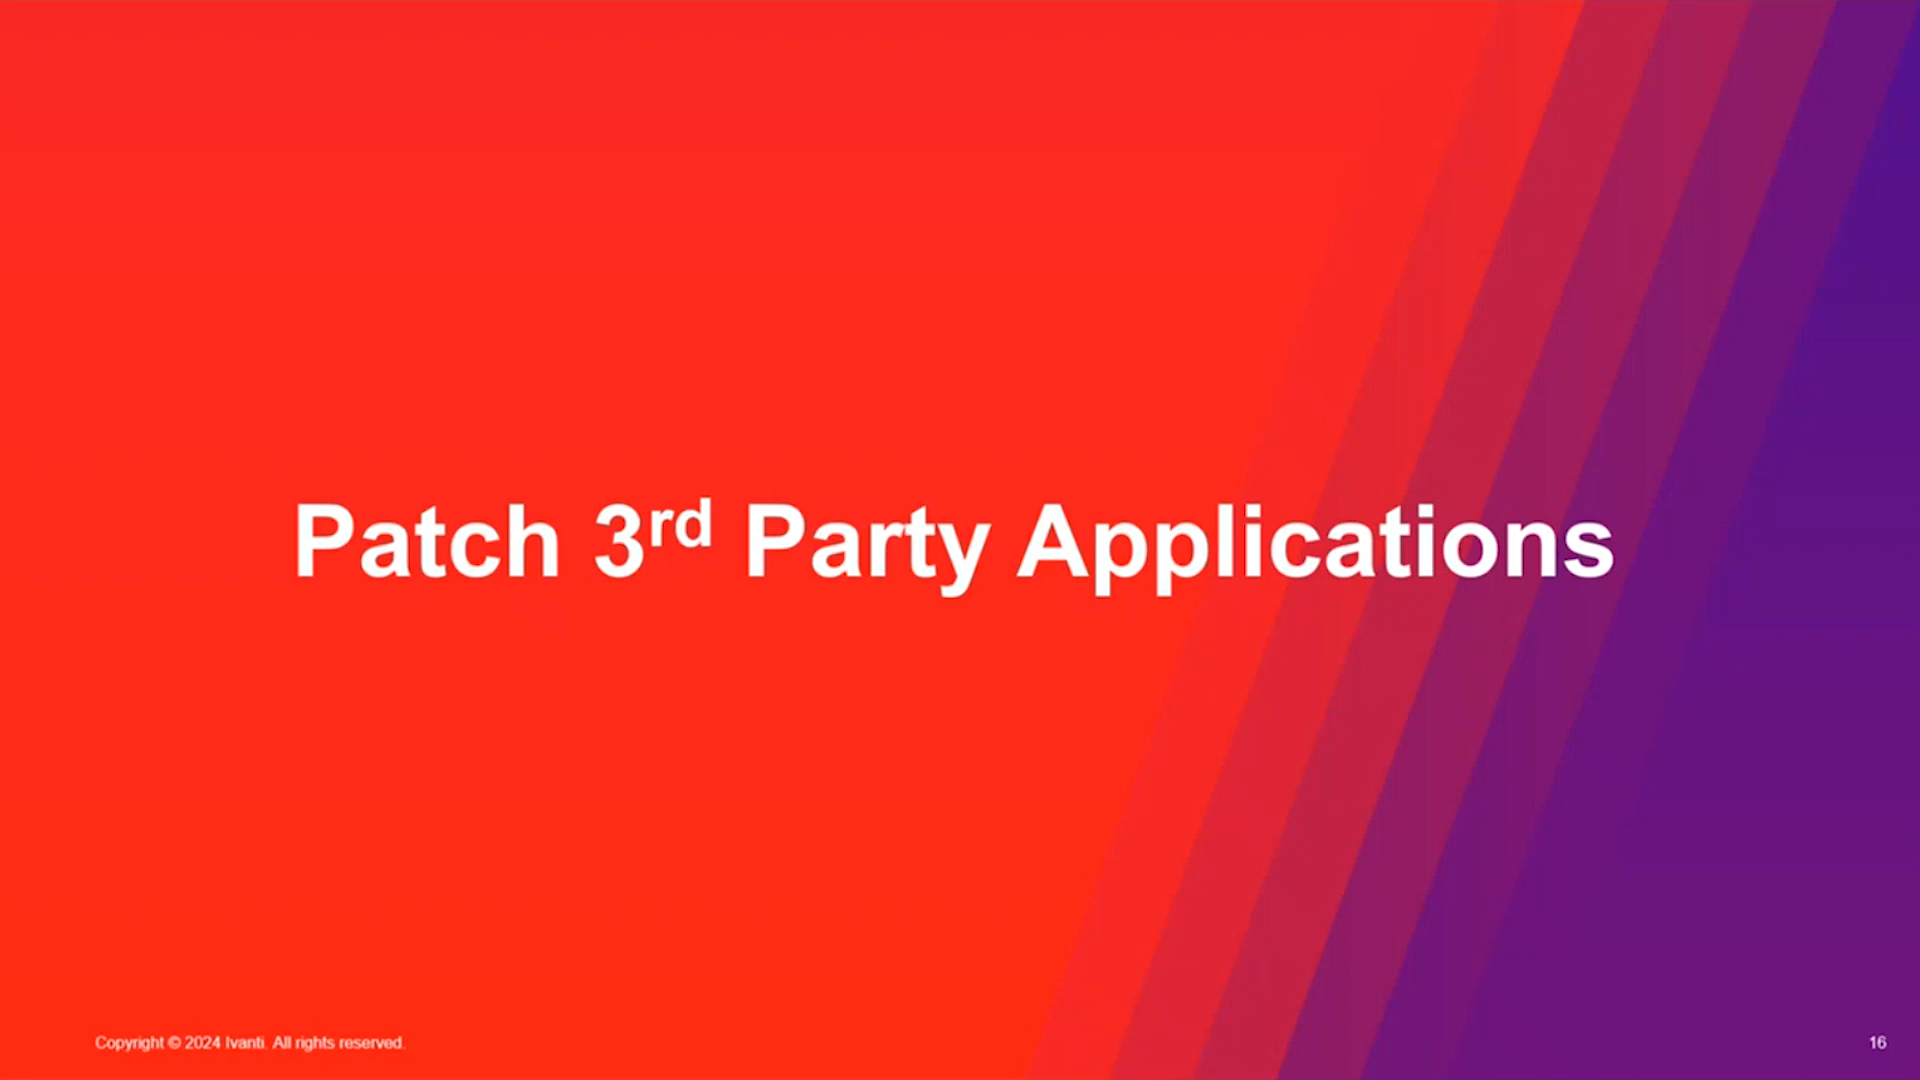 Patch 3rd Party Applications
Copyright © 2024 Ivanti. All rights reserved.
16